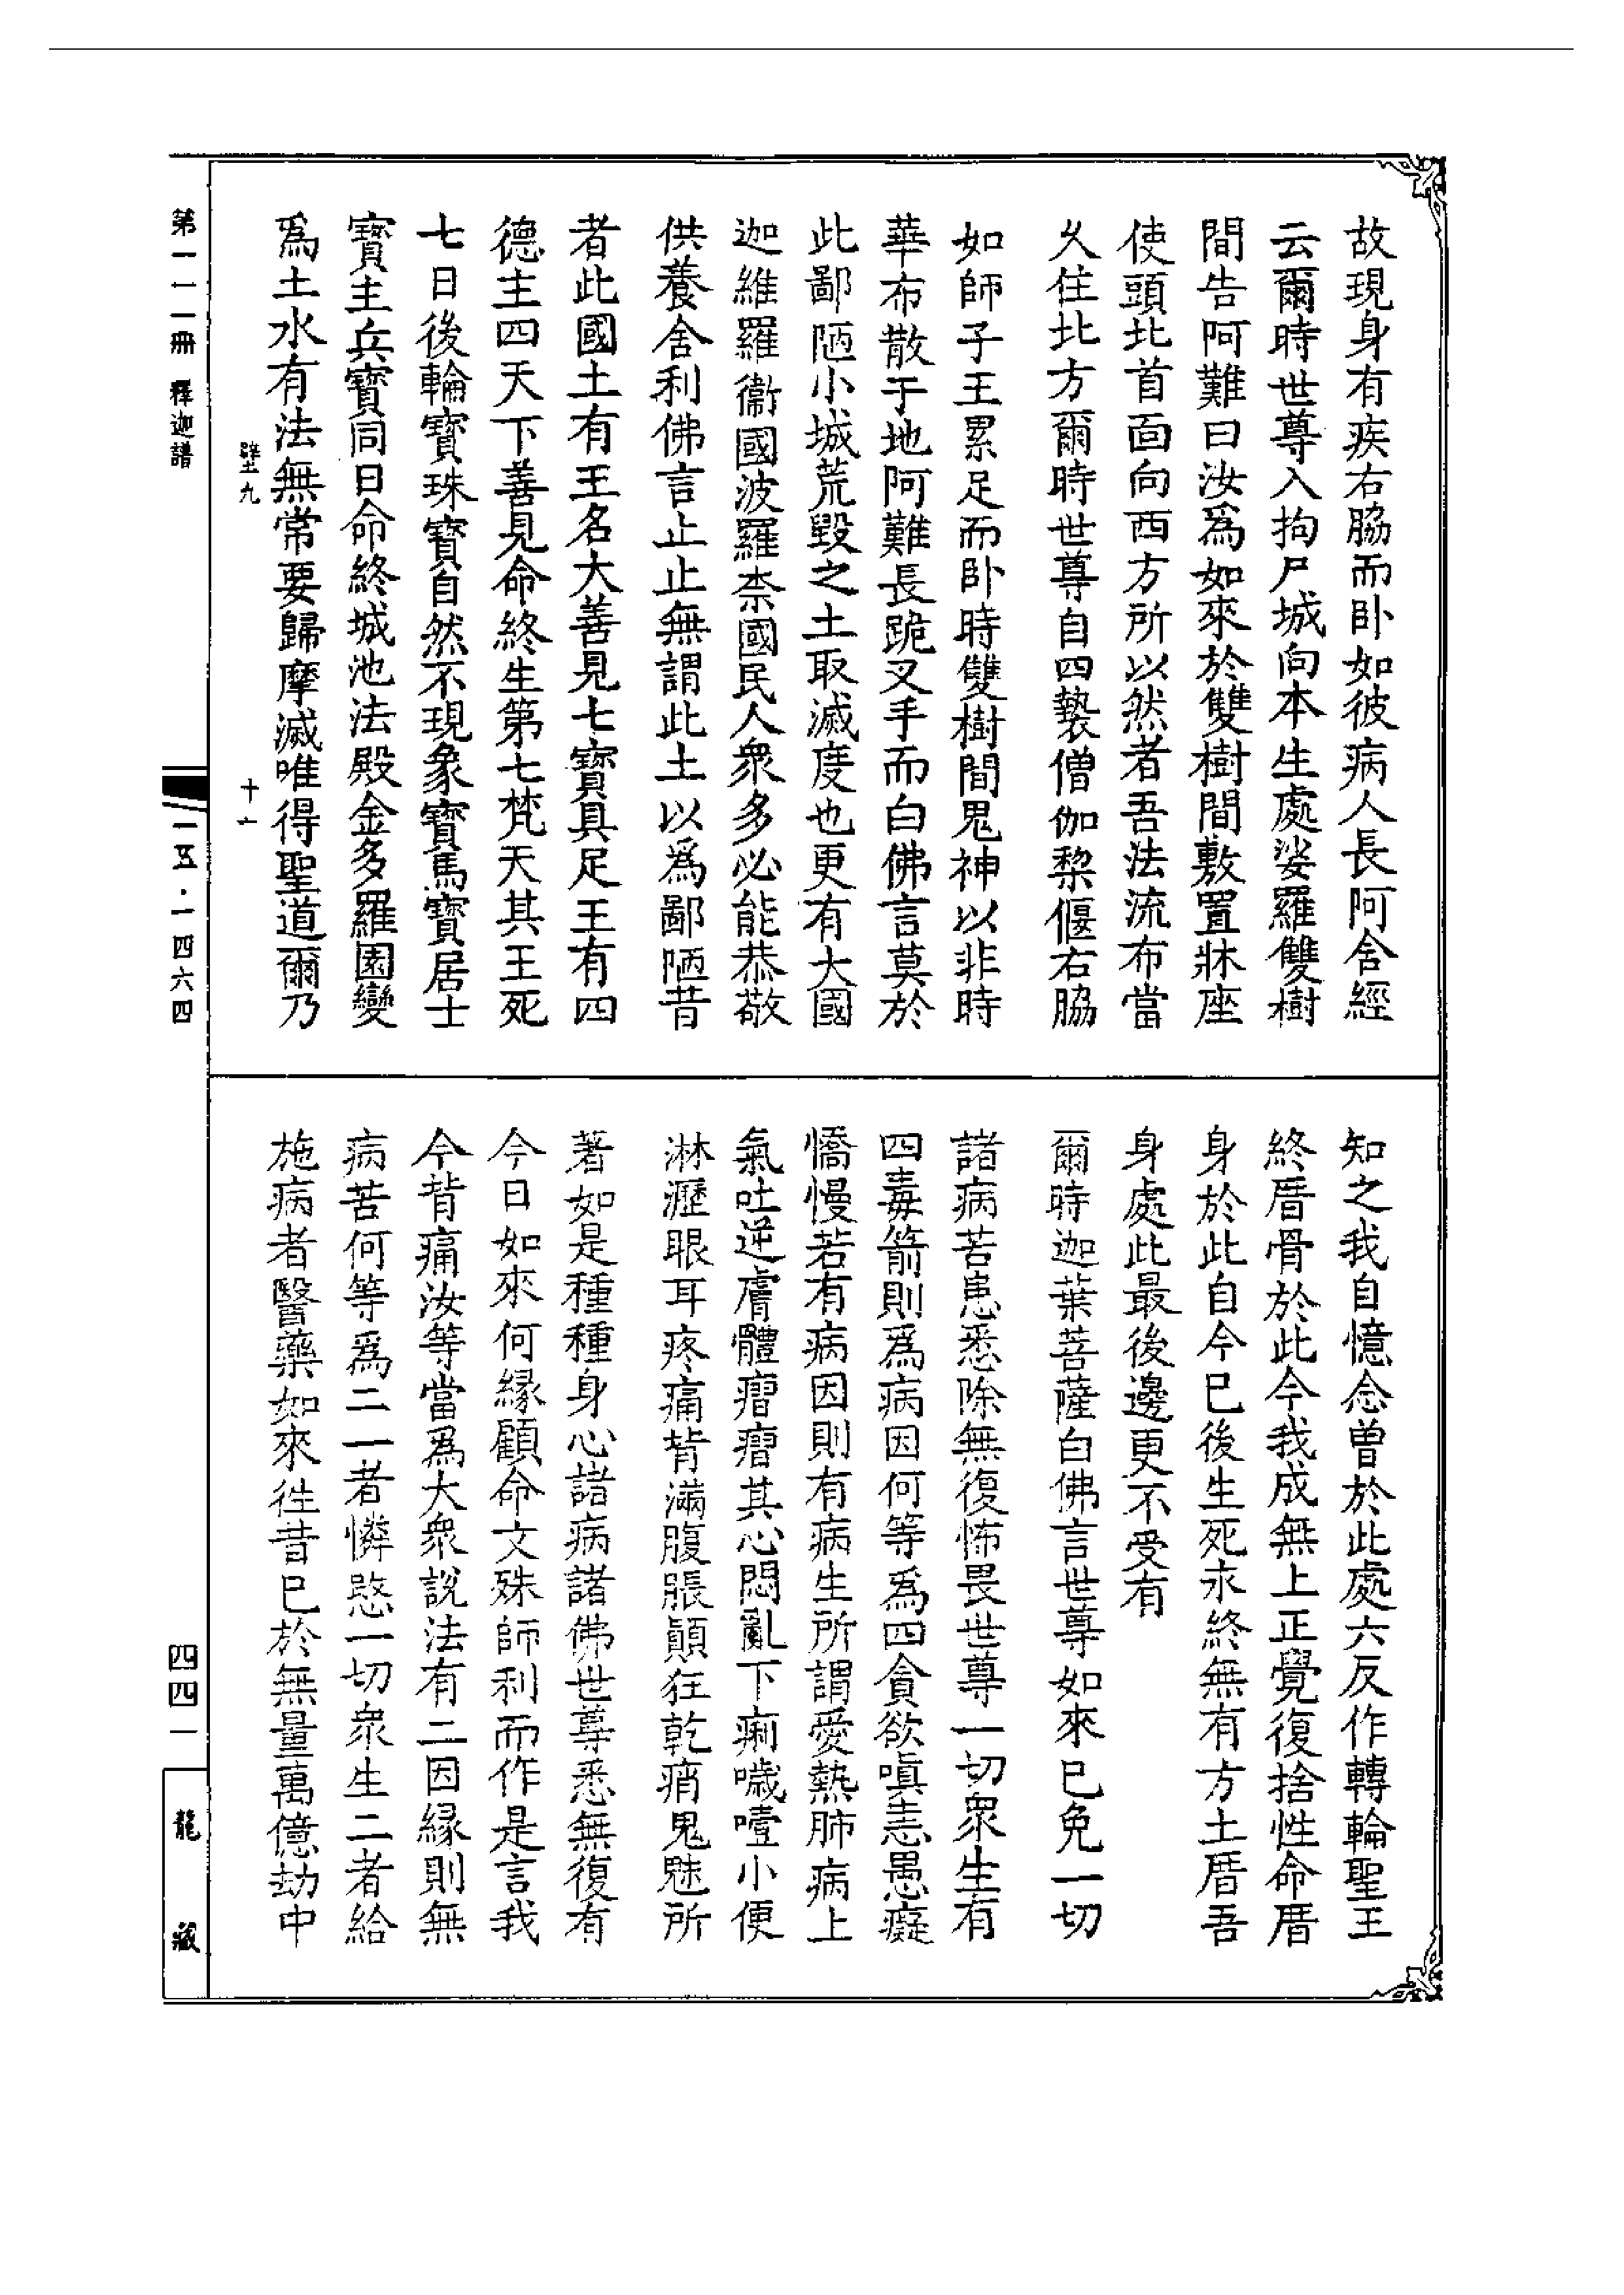 故現身有疾右脇而卧如彼病人長阿含經
云爾時世尊入拘尸城向本生處娑羅雙樹
間告阿難曰汝爲如來於雙樹間敷置牀座
使頭北首面向西方所以然者吾法流布當
久住北方爾時世尊自四褺僧伽棃偃右脇
如師子王累足而卧時雙樹間鬼神以非時
華布散于地阿難長跪叉手而白佛言莫於
此鄙陋小城荒毀之土取滅度也更有大國
迦維羅衞國波羅柰國民人衆多必能恭敬
供養舍利佛言止止無謂此土以爲鄙陋昔
者此國土有王名大善見七寶具足王有四
德主四天下善見命終生第七梵天其王死
七日後輪寶珠寶自然不現象寶馬寶居士
寶主兵寶同日命終城池法殿金多羅園變
爲土水有法無常要歸摩滅唯得聖道爾乃
知之我自憶念曾於此處六反作轉輪聖王
終厝骨於此今我成無上正覺復捨性命厝
身於此自今已後生死永終無有方土厝吾
身處此最後邊更不受有
爾時迦葉菩薩白佛言世尊如來已免一切
諸病苦患悉除無復怖畏世尊一切衆生有
四毒箭則爲病因何等爲四貪欲嗔恚愚癡
憍慢若有病因則有病生所謂愛熱肺病上
氣吐逆膚體瘤瘤其心悶亂下痢噦噎小便
淋瀝眼耳疼痛背滿腹脹顛狂乾痟鬼魅所
著如是種種身心諸病諸佛世尊悉無復有
今日如來何緣顧命文殊師利而作是言我
今背痛汝等當爲大衆說法有二因緣則無
病苦何等爲二一者憐愍一切衆生二者給
施病者醫藥如來徃昔已於無量萬億劫中
第一一一冊 釋迦譜
壁九
十六
一五·一四六四
四四一
龍藏